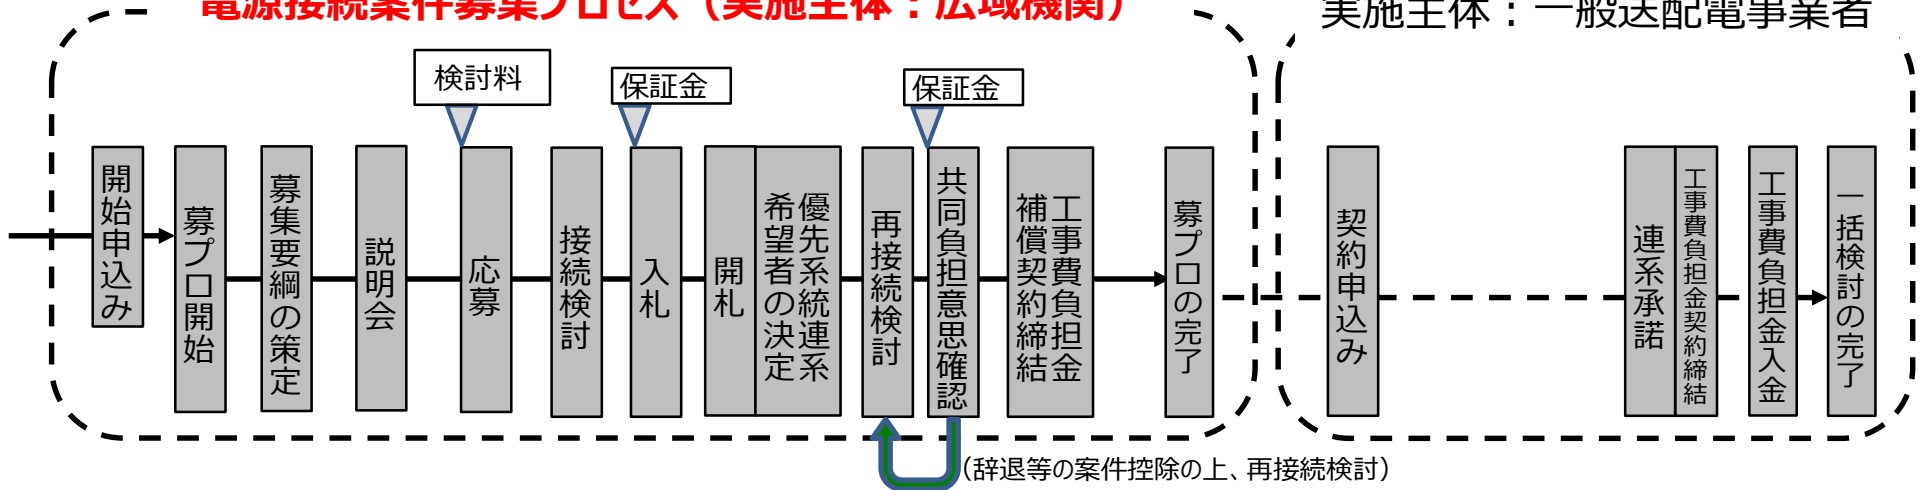 電源接続案件募集プロセス（実施主体：広域機関）
実施主体：一般送配電事業者
検討料
保証金
保証金
開始申込み
募プロ開始
募集要綱の策定
説明会
応募
接続検討
入札
開札
優先系統連系
希望者の決定
再接続検討
共同負担意思確認
工事費負担金
補償契約締結
募プロの完了
契約申込み
連系承諾
工事費負担金契約締結
工事費負担金入金
一括検討の完了
（辞退等の案件控除の上、再接続検討）